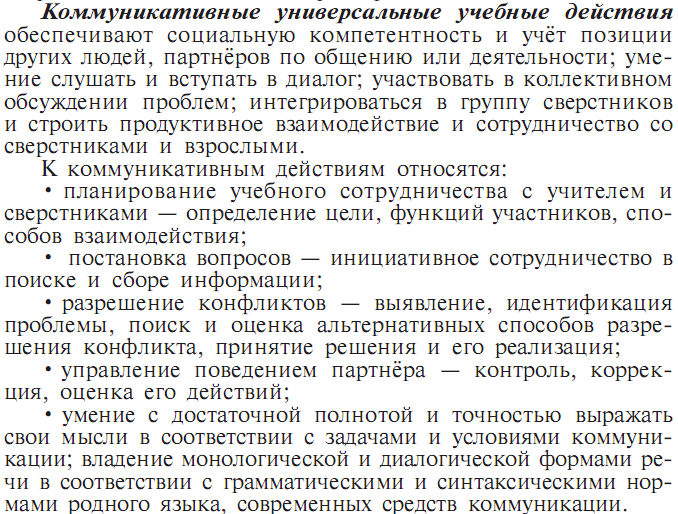 Коммуникативные универсальные учебные действия
обеспечивают социальную компетентность и учёт позиции
других людей, партнёров по общению или деятельности; уме-
ние слушать и вступать в диалог; участвовать в коллективном
обсуждении проблем; интегрироваться в группу сверстников
и строить продуктивное взаимодействие и сотрудничество со
сверстниками и взрослыми.
К коммуникативным действиям относятся:
• планирование учебного сотрудничества с учителем и
сверстниками — определение цели, функций участников, спо-
собов взаимодействия;
• постановка вопросов — инициативное сотрудничество в
поиске и сборе информации;
• разрешение конфликтов — выявление, идентификация
проблемы, поиск и оценка альтернативных способов разре-
шения конфликта, принятие решения и его реализация;
• управление поведением партнёра — контроль, коррек-
ция, оценка его действий;
• умение с достаточной полнотой и точностью выражать
свои мысли в соответствии с задачами и условиями коммуни-
кации; владение монологической и диалогической формами ре-
чи в соответствии с грамматическими и синтаксическими нор-
мами родного языка, современных средств коммуникации.